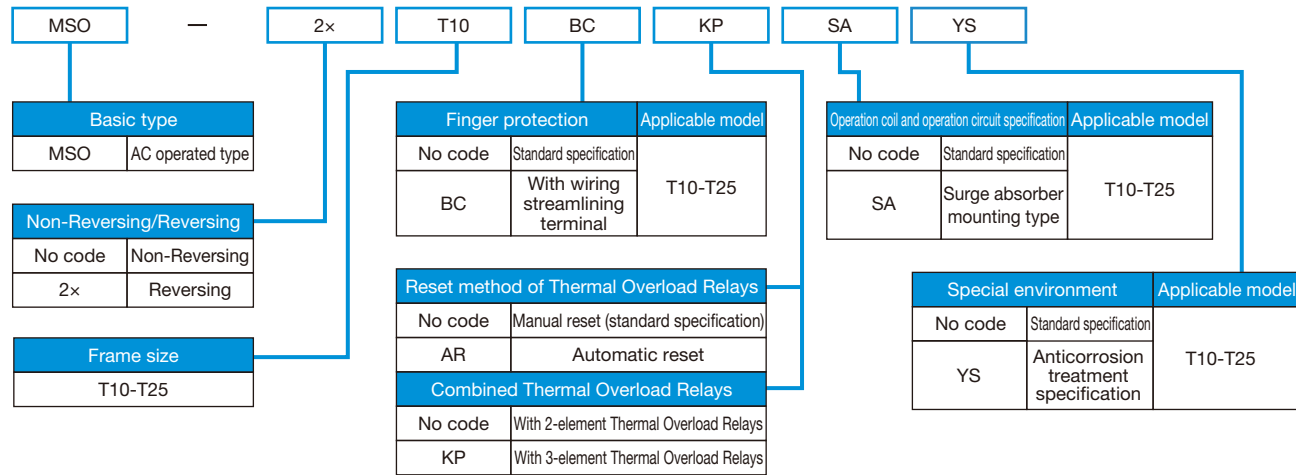 MSO — 2× T10 BC KP SA YS
Basic type
MSO AC operated type
Non-Reversing/Reversing
No code Non-Reversing
2× Reversing
Frame size
T10-T25
Finger protection Applicable model
No code Standard specification
BC With wiring
streamlining
terminal
T10-T25
Reset method of Thermal Overload Relays
No code Manual reset (standard specification)
AR Automatic reset
Combined Thermal Overload Relays
No code With 2-element Thermal Overload Relays
KP With 3-element Thermal Overload Relays
Operation coil and operation circuit specification Applicable model
No code Standard specification
SA Surge absorber
mounting type
T10-T25
Special environment Applicable model
No code Standard specification
YS Anticorrosion
treatment
specification
T10-T25